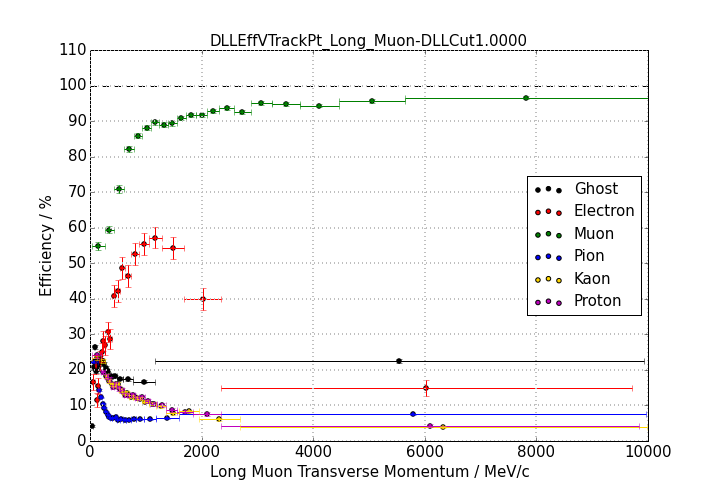 DLLEffVTrackPt_Long_Muon-DLLCut1.0000
110
100
90
80
70
60
50
40
30
20
10
0
Efficiency / %
Ghost
Electron
Muon
Pion
Kaon
Proton
0 2000 4000 6000 8000 10000
Long Muon Transverse Momentum / MeV/c